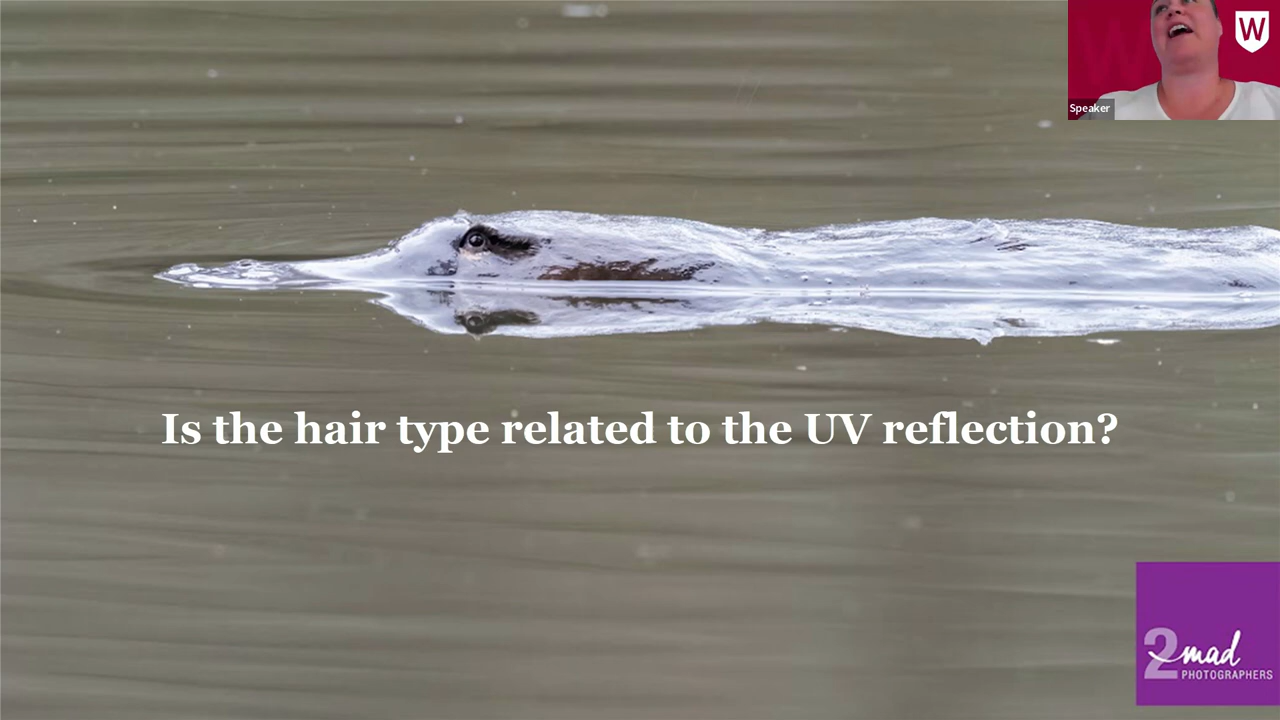 W
Speaker
Is the hair type related to the UV reflection?
2mad
PHOTOGRAPHERS